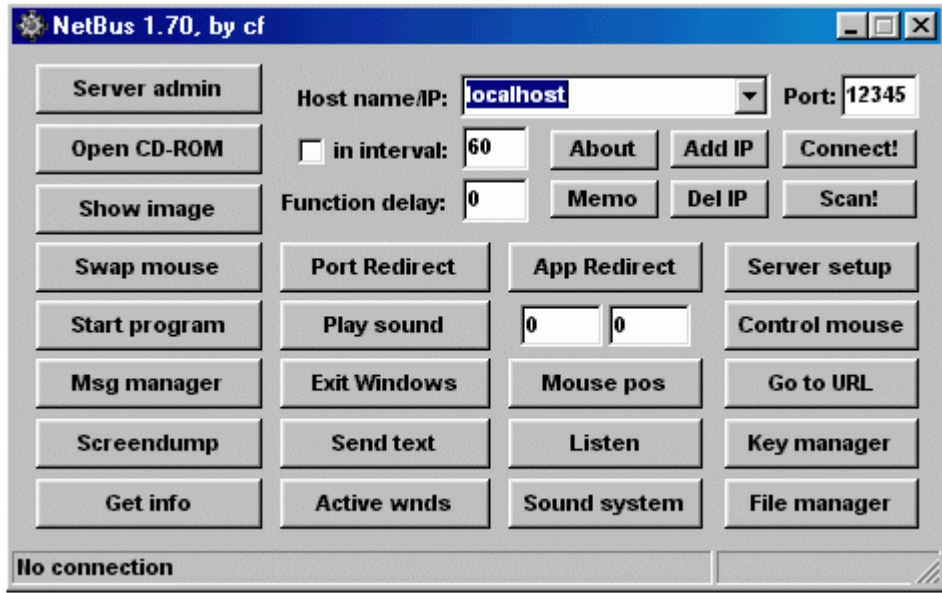 NetBus 1.70, by cf
Server admin Host name/IP: localhost Port: 12345
Open CD-ROM in interval: 60 About Add IP Connect!
Show image Function delay: 0 Memo Del IP Scan!
Swap mouse Port Redirect App Redirect Server setup
Start program Play sound 0 0 Control mouse
Msg manager Exit Windows Mouse pos Go to URL
Screendump Send text Listen Key manager
Get info Active wnds Sound system File manager
No connection